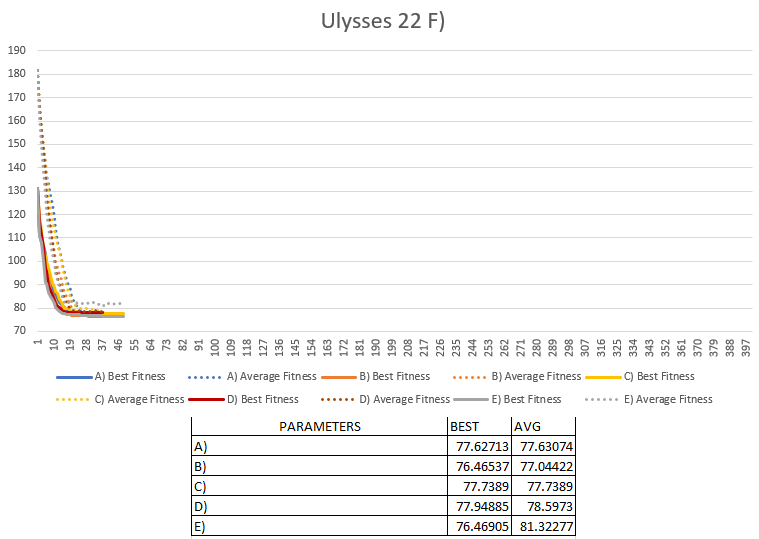 Ulysses 22 F)
190
180
170
160
150
140
130
120
110
100
90
80
70
1 10 19 28 37 46 55 64 73 82 91 100 109 118 127 136 145 154 163 172 181 190 199 208 217 226 235 244 253 262 271 280 289 298 307 316 325 334 343 352 361 370 379 388 397
A) Best Fitness A) Average Fitness B) Best Fitness B) Average Fitness C) Best Fitness
C) Average Fitness D) Best Fitness D) Average Fitness E) Best Fitness E) Average Fitness
PARAMETERS BEST AVG
A) 77.62713 77.63074
B) 76.46537 77.04422
C) 77.7389 77.7389
D) 77.94885 78.5973
E) 76.46905 81.32277